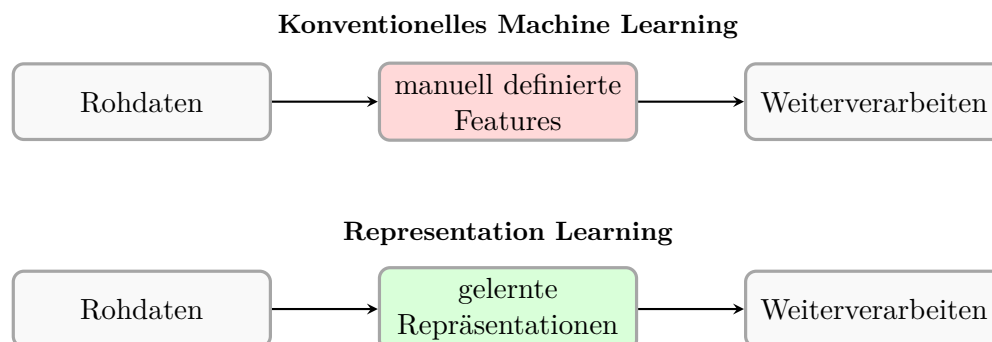 Konventionelles Machine Learning
Rohdaten
manuell definierte
Features
Weiterverarbeiten
Representation Learning
Rohdaten
gelernte
Repräsentationen
Weiterverarbeiten